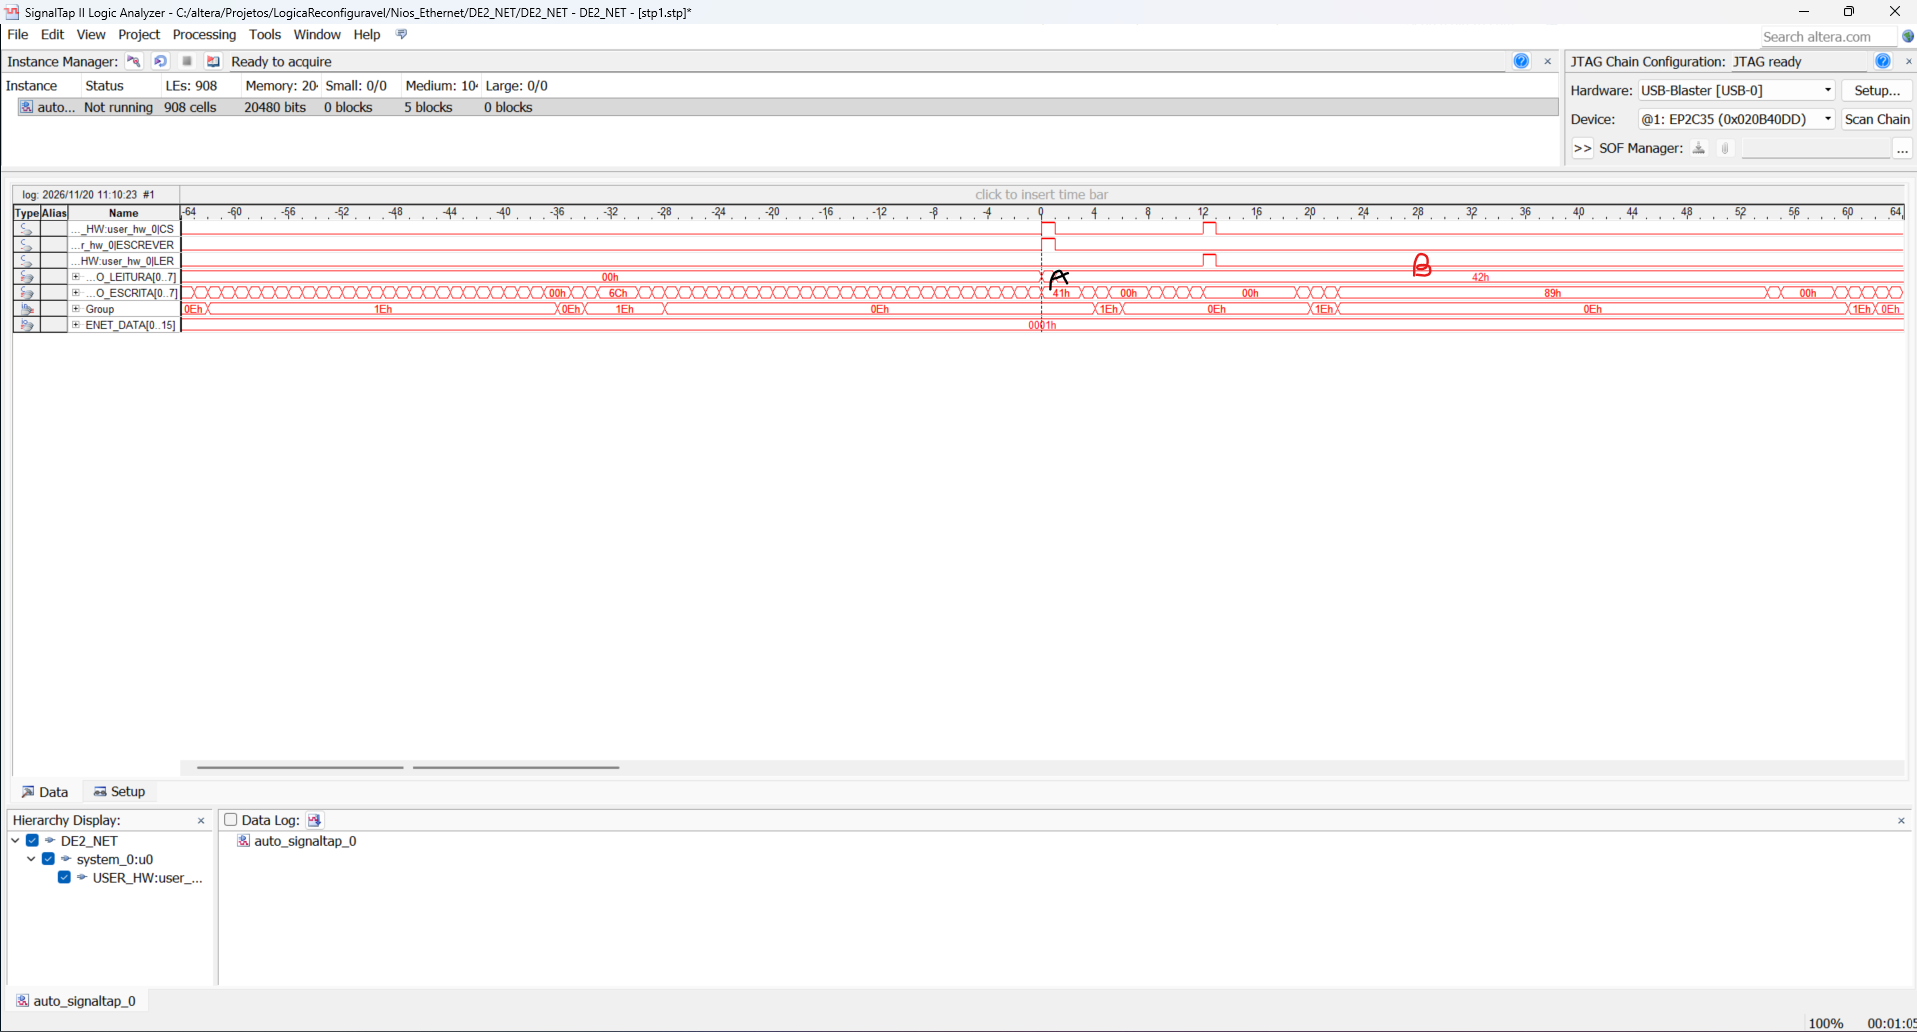 SignalTap II Logic Analyzer - C:/altera/Projetos/LogicaReconfiguravel/Nios_Ethernet/DE2_NET/DE2_NET - DE2_NET - [stp1.stp]*
File Edit View Project Processing Tools Window Help
Search altera.com
Instance Manager: Ready to acquire
Instance Status LEs: 908 Memory: 20 Small: 0/0 Medium: 10 Large: 0/0
auto... Not running 908 cells 20480 bits 0 blocks 5 blocks 0 blocks
JTAG Chain Configuration: JTAG ready
Hardware: USB-Blaster [USB-0] Setup...
Device: @1: EP2C35 (0x020B40DD) Scan Chain
>> SOF Manager: ...
log: 2026/11/20 11:10:23 #1 click to insert time bar
Type Alias Name -64 -60 -56 -52 -48 -44 -40 -36 -32 -28 -24 -20 -16 -12 -8 -4 0 4 8 12 16 20 24 28 32 36 40 44 48 52 56 60 64
..._HW:user_hw_0|CS
...r_hw_0|ESCREVER
...HW:user_hw_0|LER B
...O_LEITURA[0..7] 00h A 42h
...O_ESCRITA[0..7] 00h 6Ch 41h 00h 00h 89h 00h
Group 0Eh 1Eh 0Eh 1Eh 0Eh 1Eh 0Eh 1Eh 0Eh 1Eh 0Eh
ENET_DATA[0..15] 0001h
Data Setup
Hierarchy Display:
DE2_NET
system_0:u0
USER_HW:user_...
Data Log:
auto_signaltap_0
auto_signaltap_0
100% 00:01:05